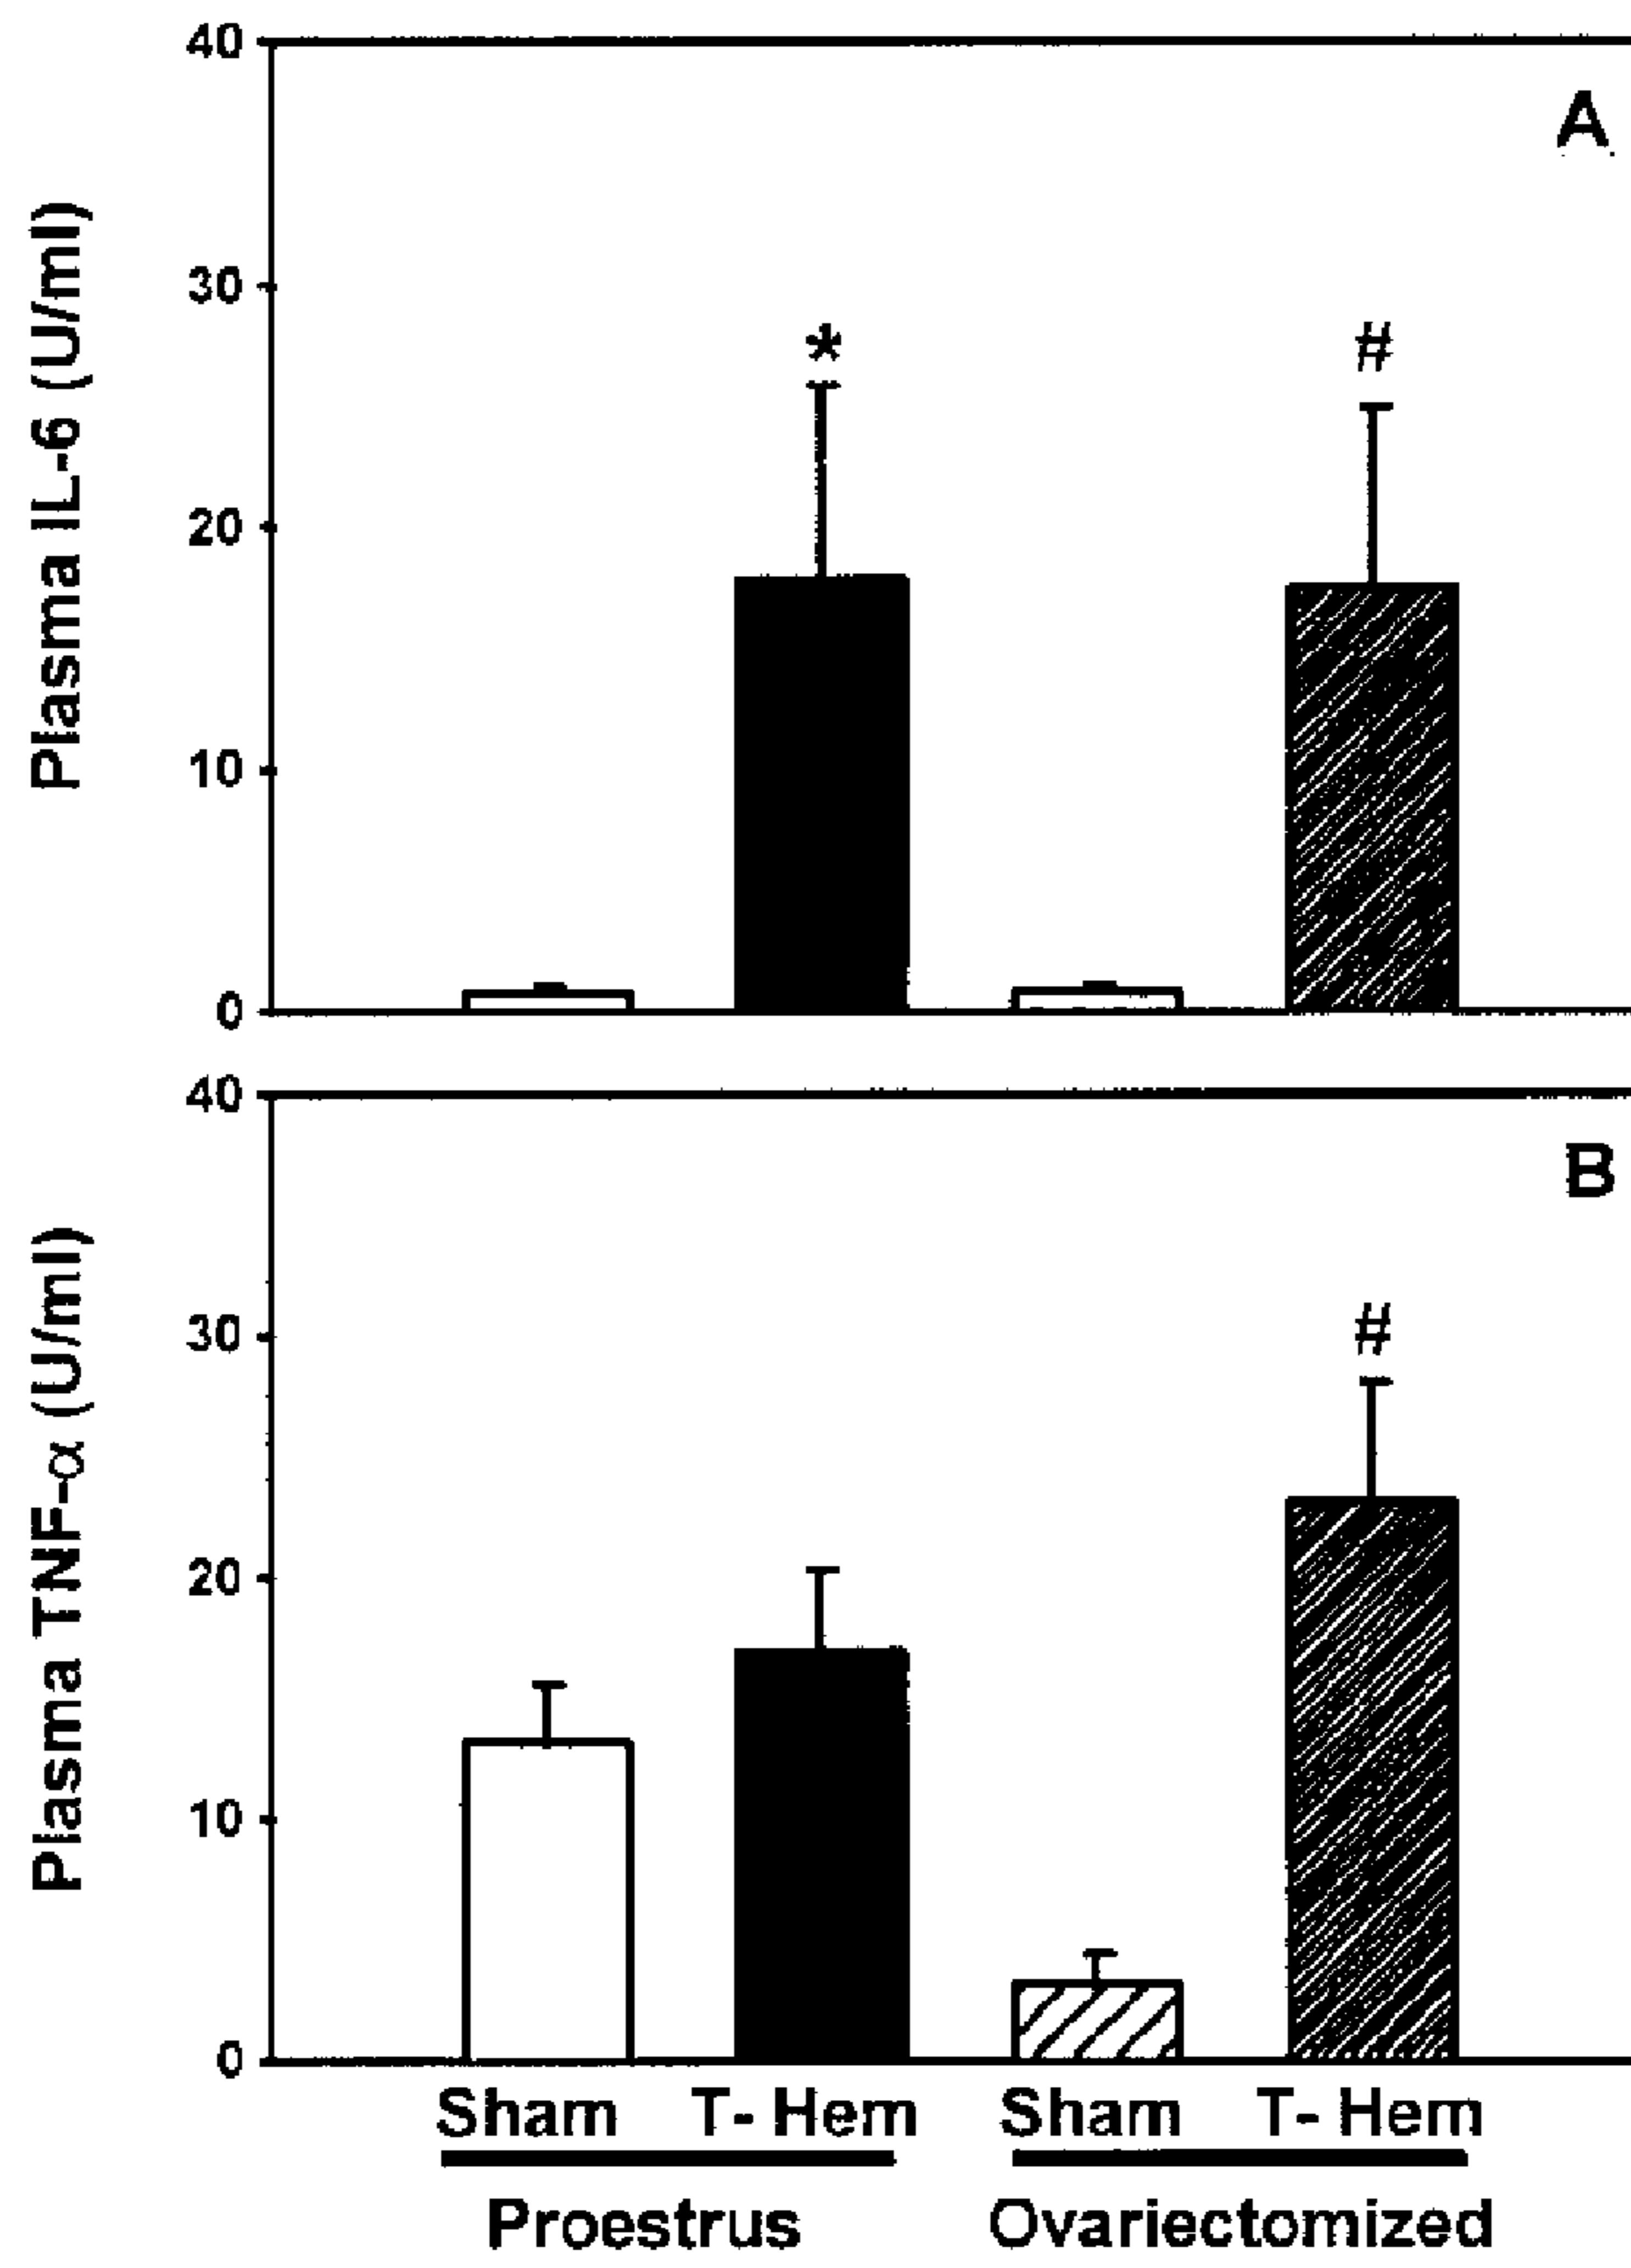 A
Plasma IL-6 (U/ml)
40
30
20
10
0
*
#
B
Plasma TNF-α (U/ml)
40
30
20
10
0
#
Sham T- Hem Sham T- Hem
Proestrus Ovariectomized